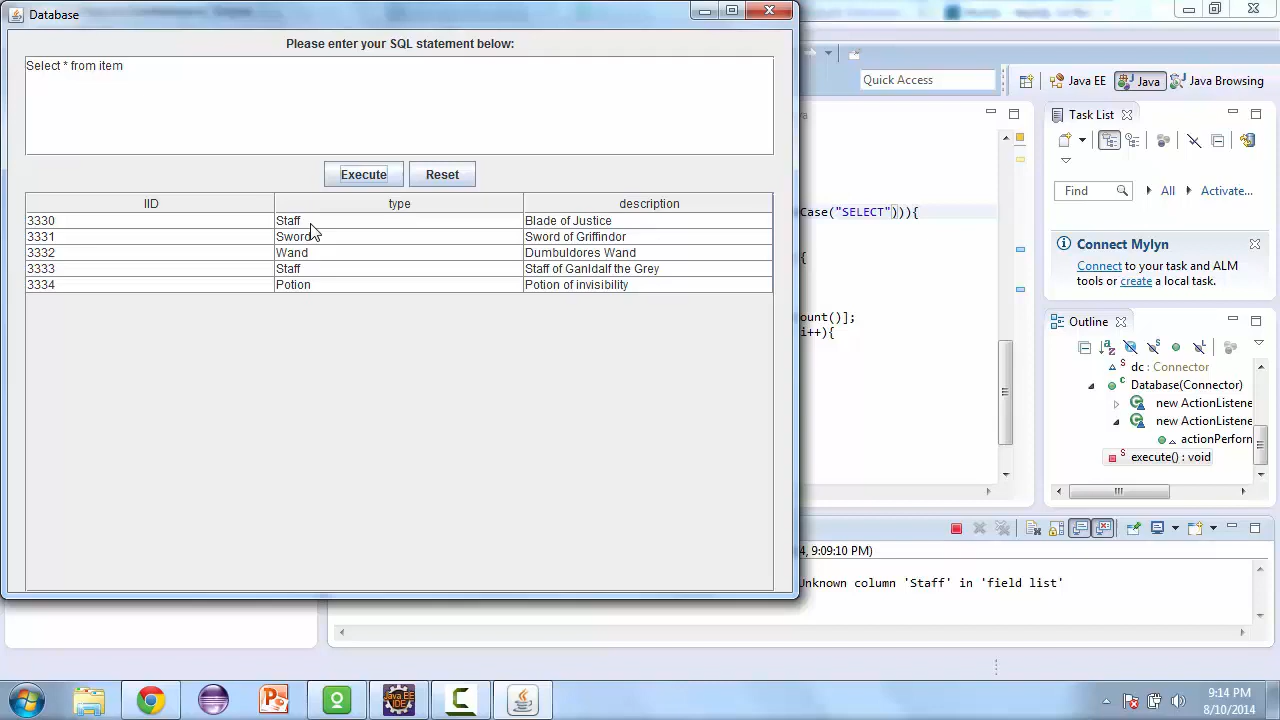 Database
Please enter your SQL statement below:
Select * from item
Execute
Reset
IID type description
3330 Staff Blade of Justice
3331 Sword Sword of Griffindor
3332 Wand Dumbuldores Wand
3333 Staff Staff of Ganldalf the Grey
3334 Potion Potion of invisibility
Quick Access
Java EE
Java
Java Browsing
Task List
Find
All
Activate...
Case("SELECT"))){
{
ount()];
i++){
Connect Mylyn
Connect to your task and ALM
tools or create a local task.
Outline
dc : Connector
Database(Connector)
new ActionListene
new ActionListene
actionPerforn
execute() : void
4, 9:09:10 PM)
Unknown column 'Staff' in 'field list'
Java EE
IDE
9:14 PM
8/10/2014